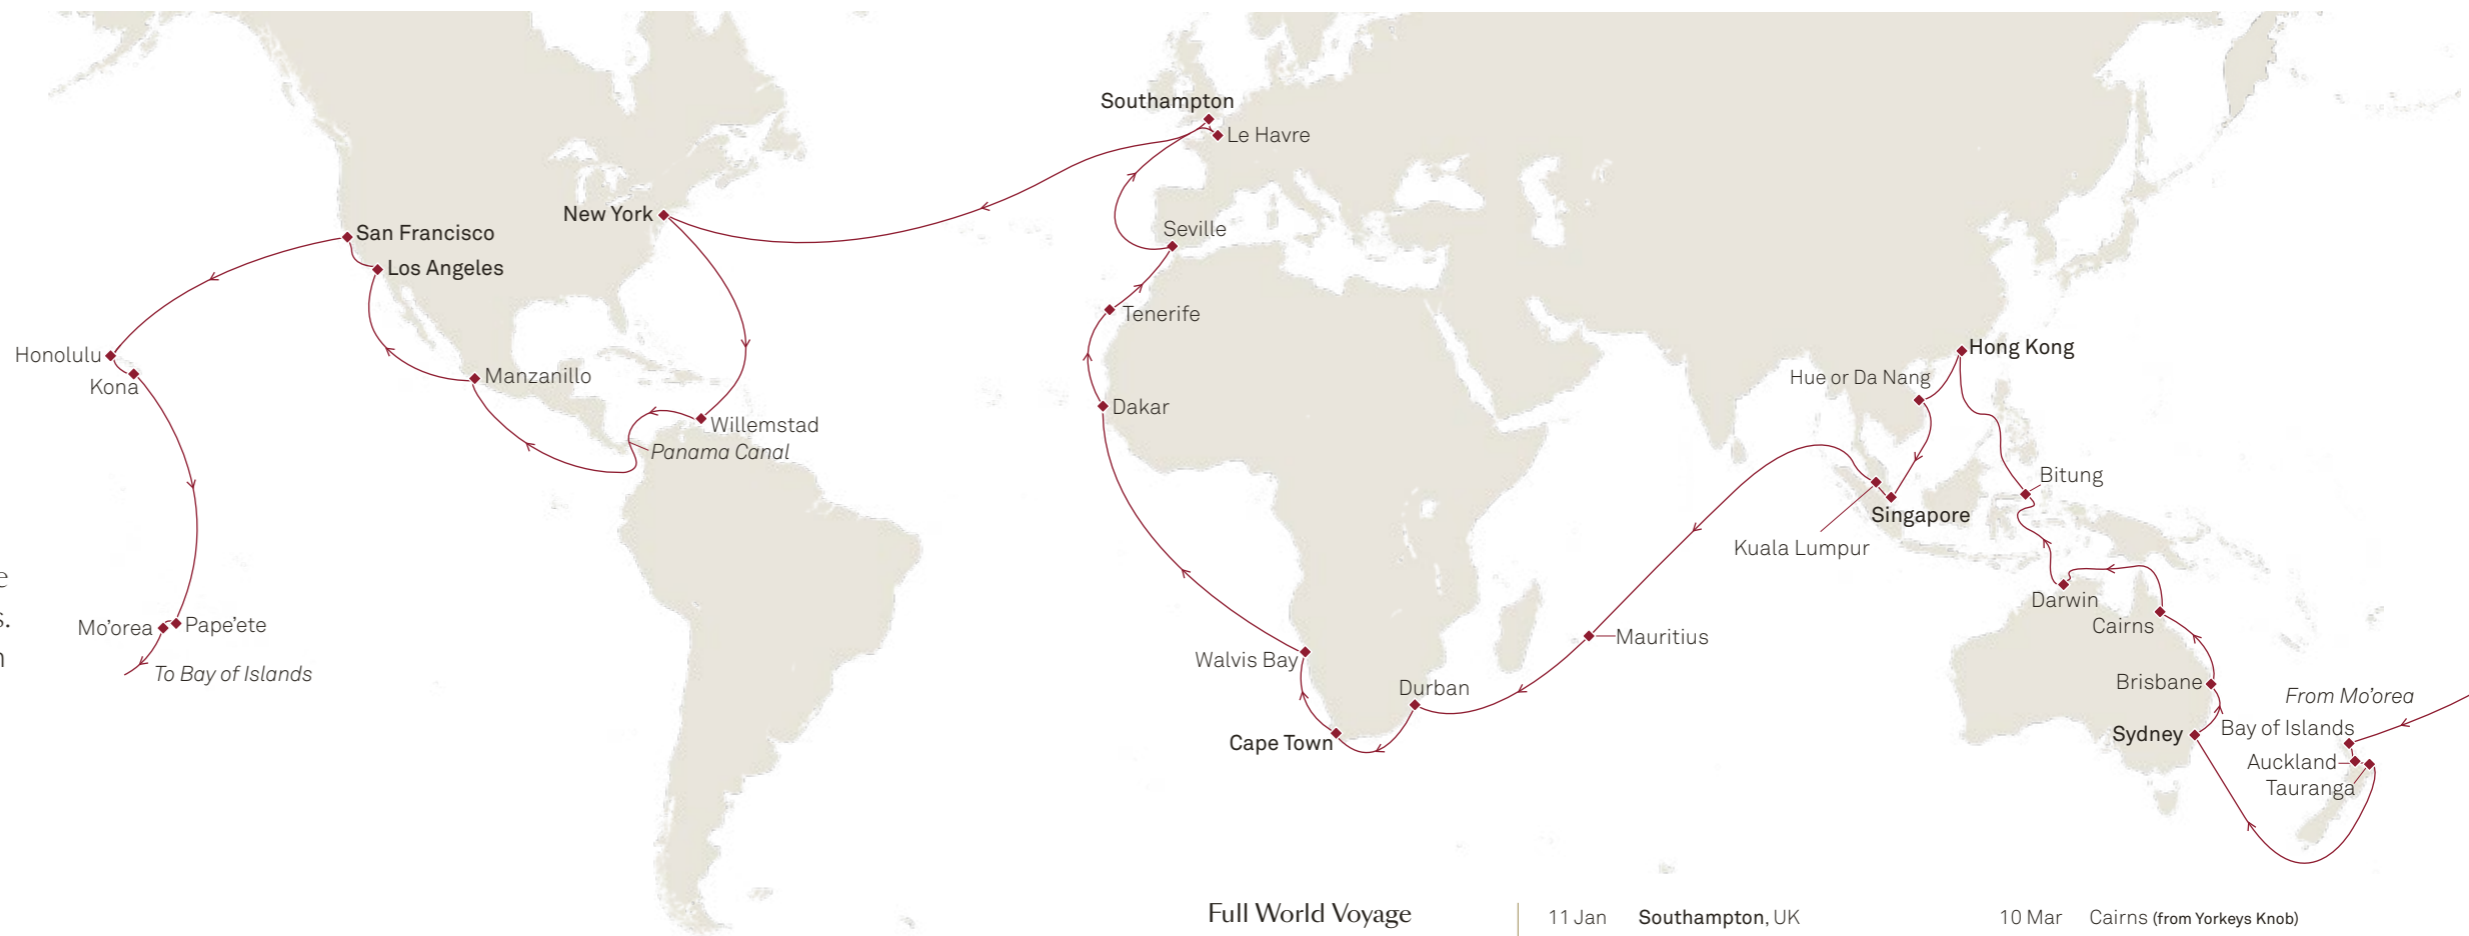 Southampton
Le Havre
New York
San Francisco
Los Angeles
Seville
Tenerife
Honolulu
Kona
Manzanillo
Willemstad
Panama Canal
Dakar
Hong Kong
Hue or Da Nang
Bitung
Singapore
Kuala Lumpur
e
s.
n
Mo’orea
Pape’ete
To Bay of Islands
Darwin
Cairns
Mauritius
Walvis Bay
Durban
Cape Town
Brisbane
From Mo’orea
Sydney
Bay of Islands
Auckland
Tauranga
Full World Voyage
11 Jan Southampton, UK
10 Mar Cairns (from Yorkeys Knob)